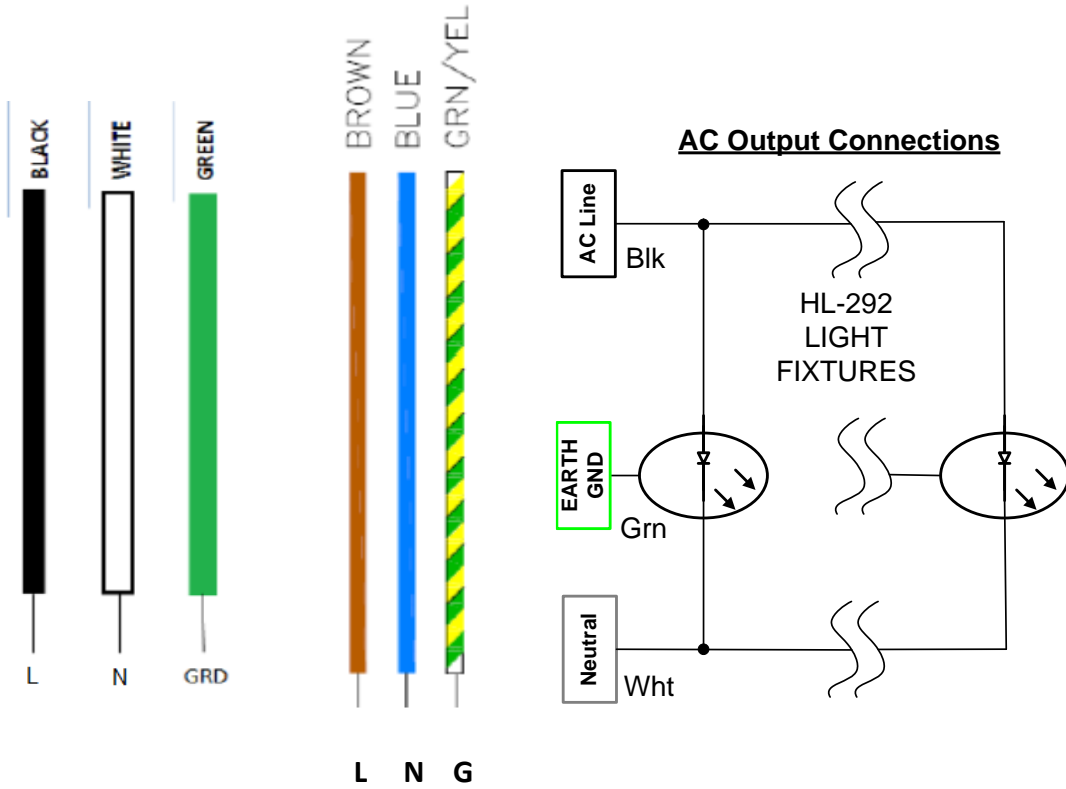 BLACK
WHITE
GREEN
L
N
GRD
BROWN
BLUE
GRN/YEL
L N G
AC Output Connections
AC Line
Blk
HL-292
LIGHT
FIXTURES
EARTH
GND
Grn
Neutral
Wht